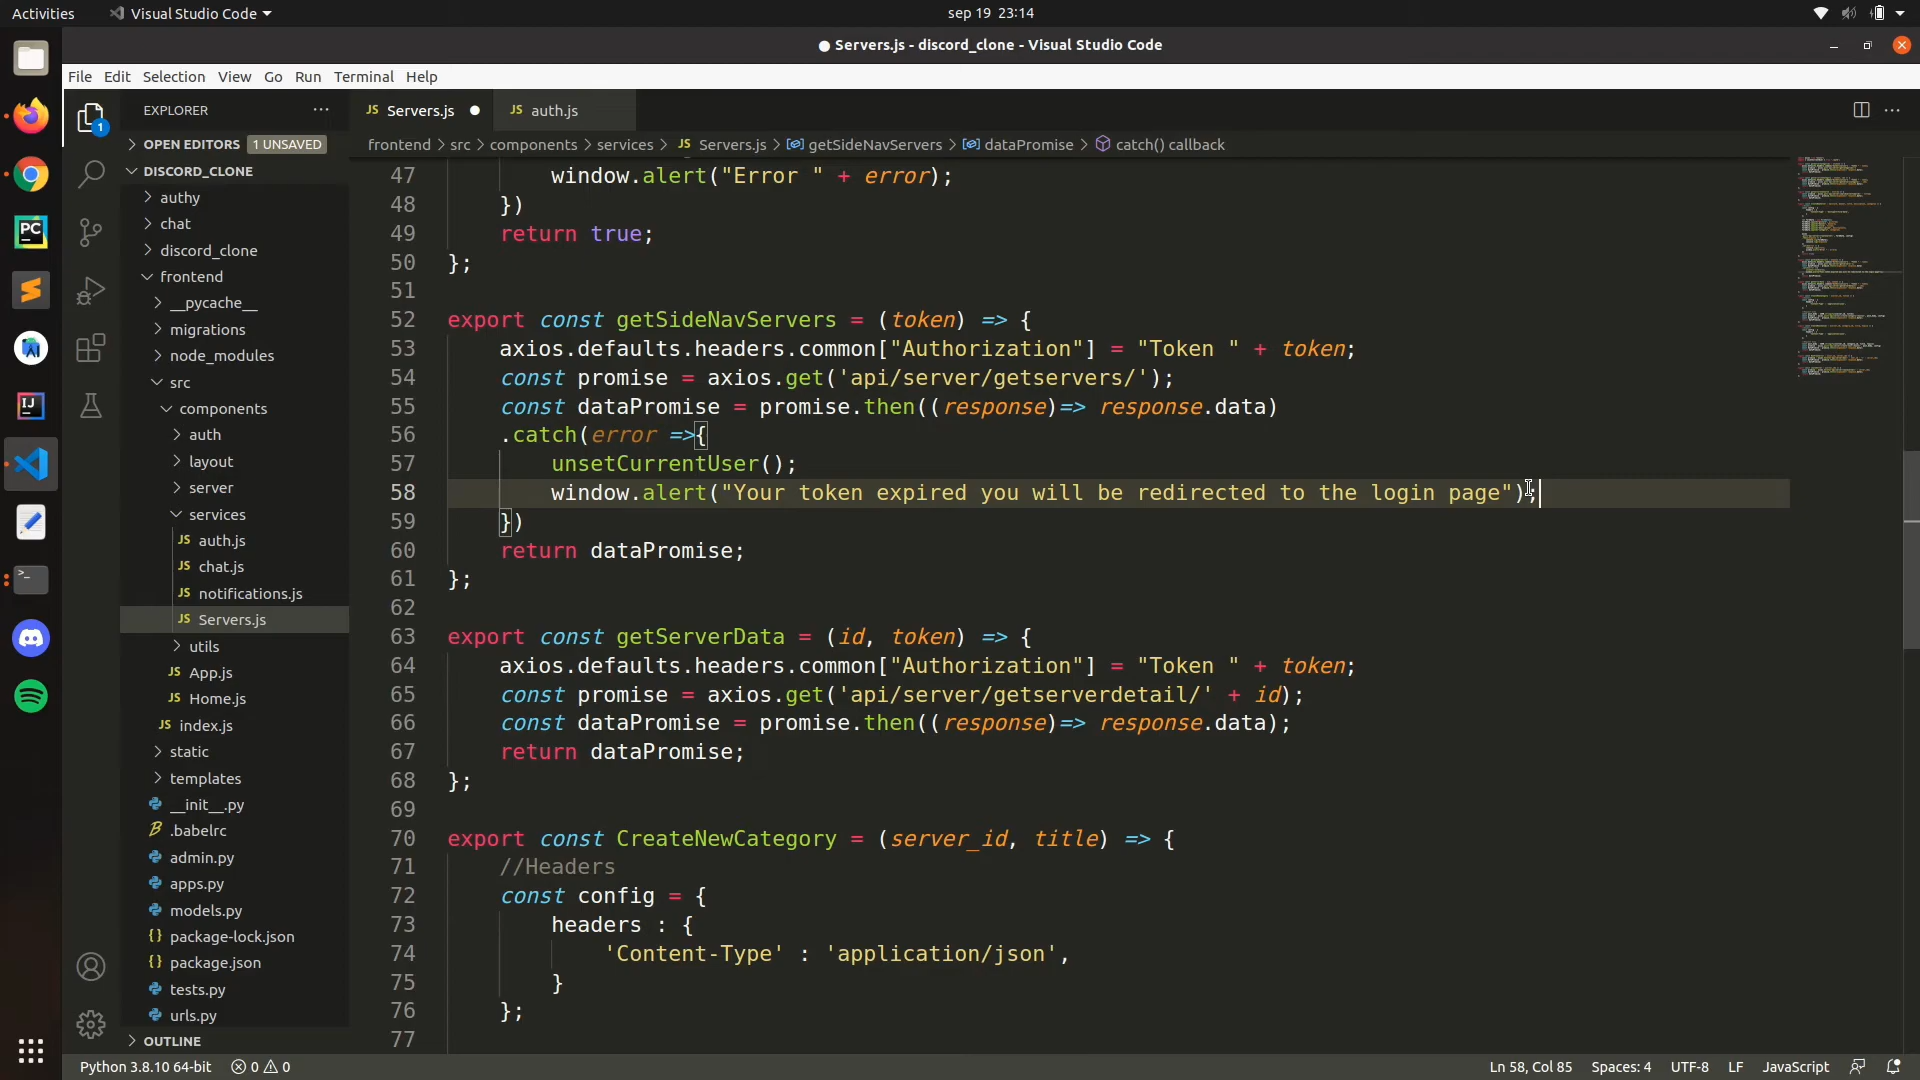 Activities
Visual Studio Code
sep 19 23:14
Servers.js - discord_clone - Visual Studio Code
File Edit Selection View Go Run Terminal Help
EXPLORER
OPEN EDITORS 1 UNSAVED
DISCORD_CLONE
authy
chat
discord_clone
frontend
__pycache__
migrations
node_modules
src
components
auth
layout
server
services
JS auth.js
JS chat.js
JS notifications.js
JS Servers.js
utils
JS App.js
JS Home.js
JS index.js
static
templates
__init__.py
.babelrc
admin.py
apps.py
models.py
{} package-lock.json
{} package.json
tests.py
urls.py
OUTLINE
JS Servers.js
JS auth.js
frontend > src > components > services > JS Servers.js > getSideNavServers > dataPromise > catch() callback
47 window.alert("Error " + error);
48 })
49 return true;
50 };
51
52 export const getSideNavServers = (token) => {
53 axios.defaults.headers.common["Authorization"] = "Token " + token;
54 const promise = axios.get('api/server/getservers/');
55 const dataPromise = promise.then((response)=> response.data)
56 .catch(error =>{
57 unsetCurrentUser();
58 window.alert("Your token expired you will be redirected to the login page");
59 })
60 return dataPromise;
61 };
62
63 export const getServerData = (id, token) => {
64 axios.defaults.headers.common["Authorization"] = "Token " + token;
65 const promise = axios.get('api/server/getserverdetail/' + id);
66 const dataPromise = promise.then((response)=> response.data);
67 return dataPromise;
68 };
69
70 export const CreateNewCategory = (server_id, title) => {
71 //Headers
72 const config = {
73 headers : {
74 'Content-Type' : 'application/json',
75 }
76 };
77
Python 3.8.10 64-bit 0 0
Ln 58, Col 85 Spaces: 4 UTF-8 LF JavaScript
PC
IJ
1